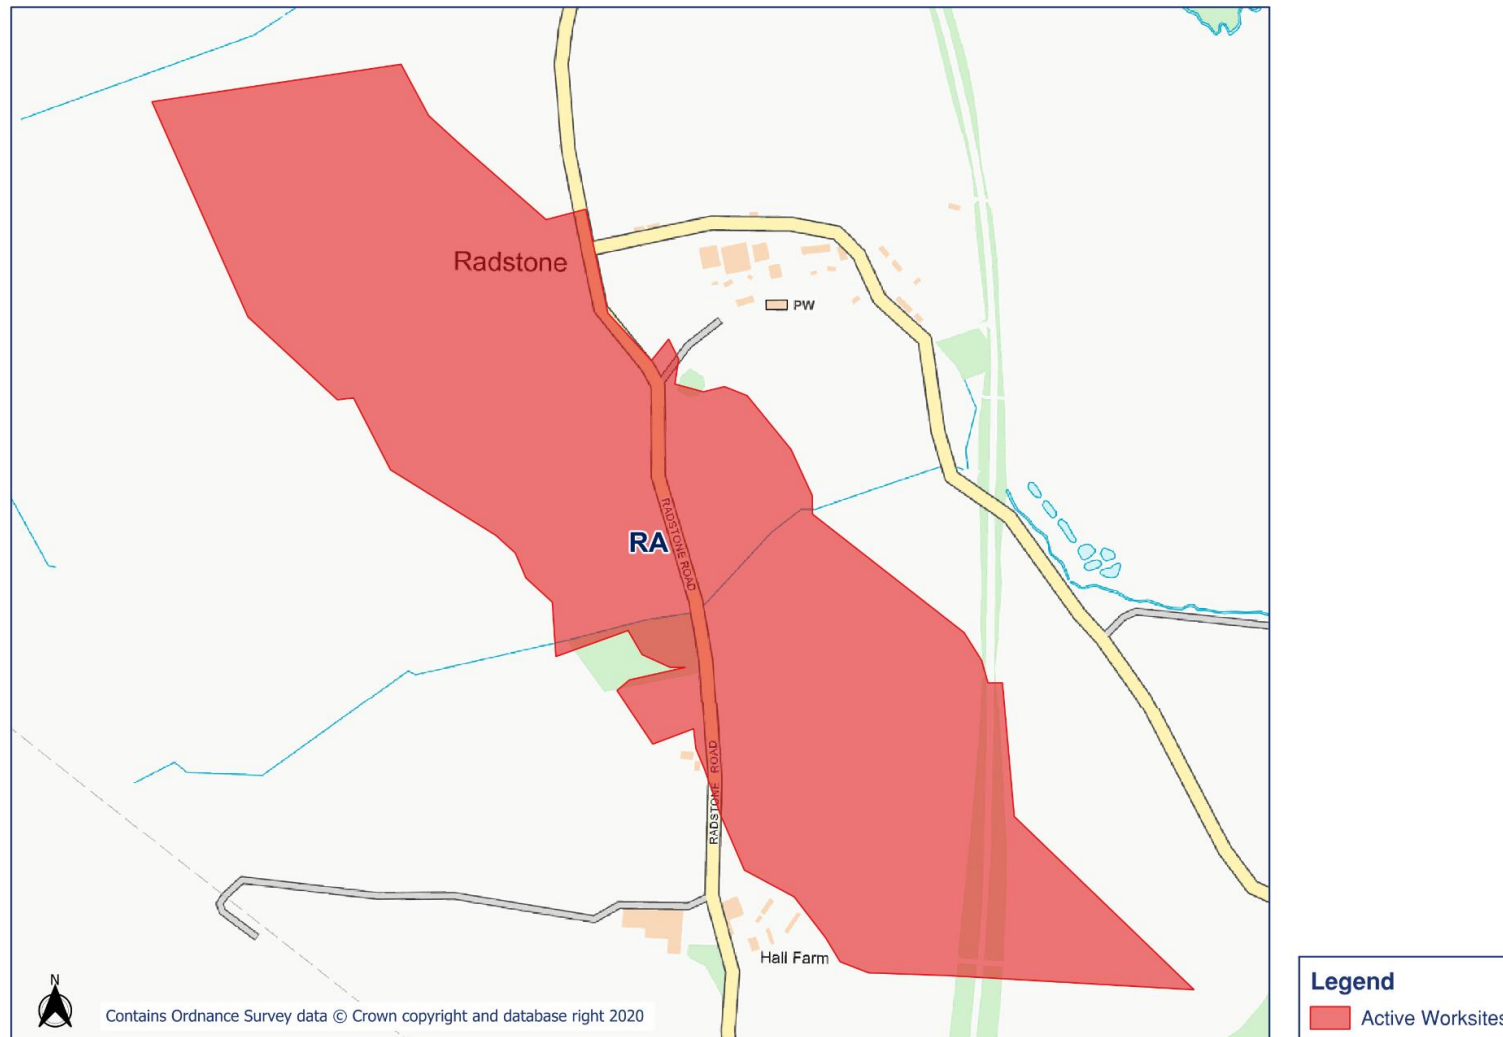 Radstone
PW
RADSTONE ROAD
RA
RADSTONE ROAD
Hall Farm
N
Contains Ordnance Survey data © Crown copyright and database right 2020
Legend
Active Worksites